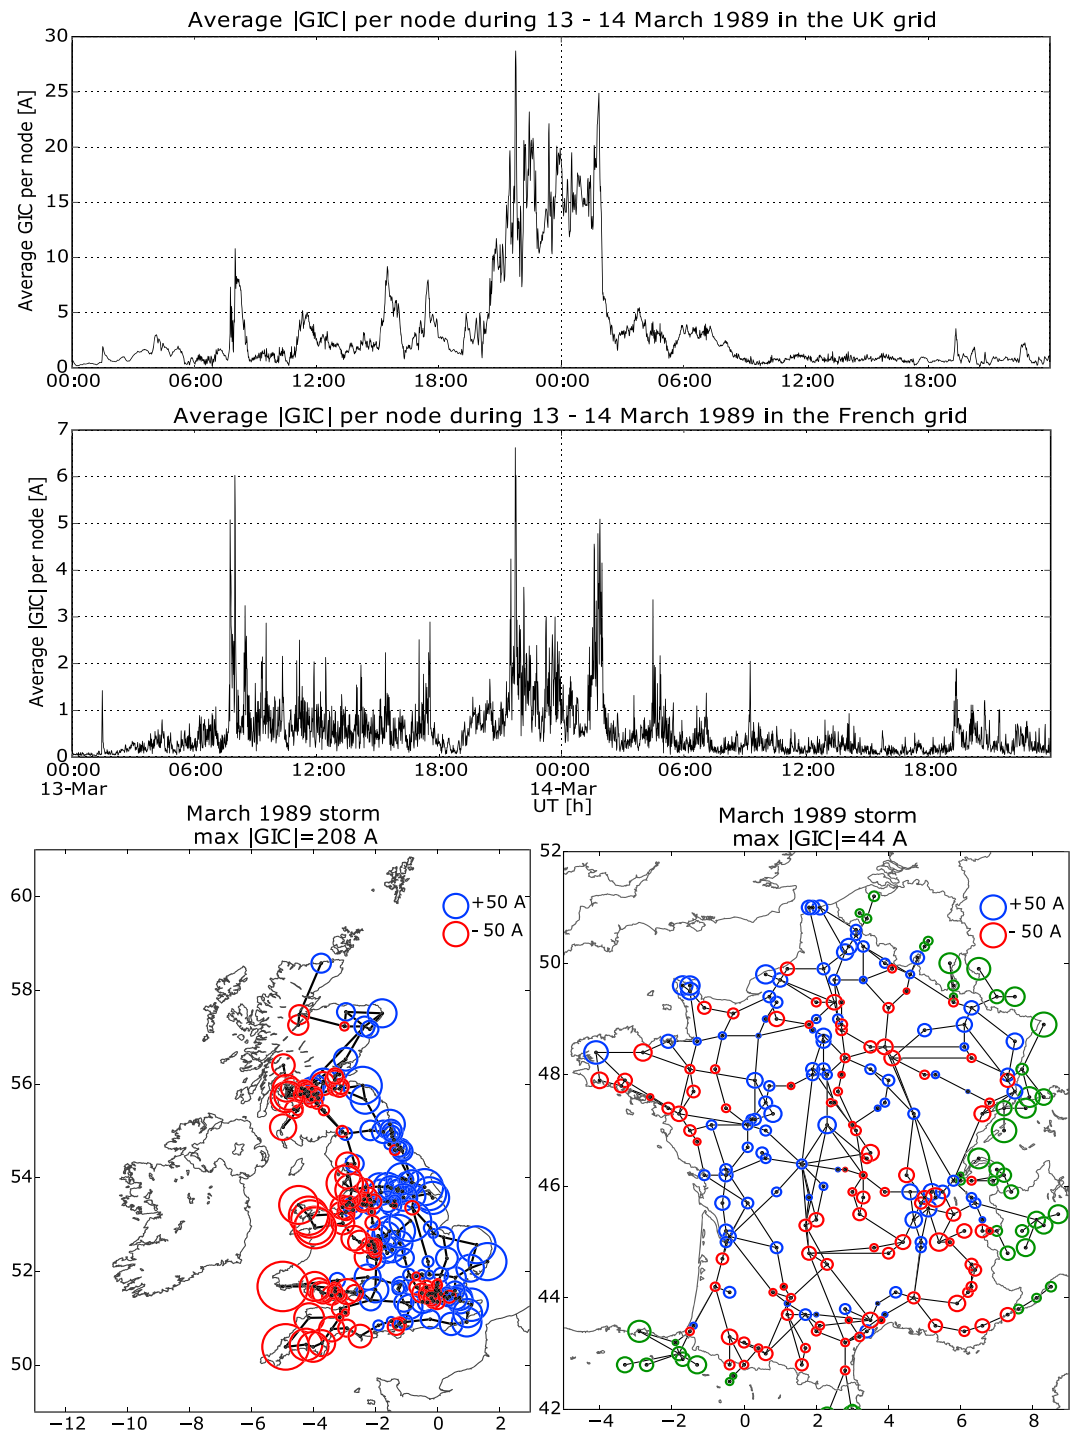 Average |GIC| per node during 13 - 14 March 1989 in the UK grid
Average GIC per node [A]
30
25
20
15
10
5
0
00:00 06:00 12:00 18:00 00:00 06:00 12:00 18:00
Average |GIC| per node during 13 - 14 March 1989 in the French grid
Average |GIC| per node [A]
7
6
5
4
3
2
1
0
00:00 06:00 12:00 18:00 00:00 06:00 12:00 18:00
13-Mar 14-Mar
UT [h]
March 1989 storm
max |GIC|=208 A
+50 A
- 50 A
60
58
56
54
52
50
−12 −10 −8 −6 −4 −2 0 2
March 1989 storm
max |GIC|=44 A
+50 A
- 50 A
52
50
48
46
44
42
−4 −2 0 2 4 6 8